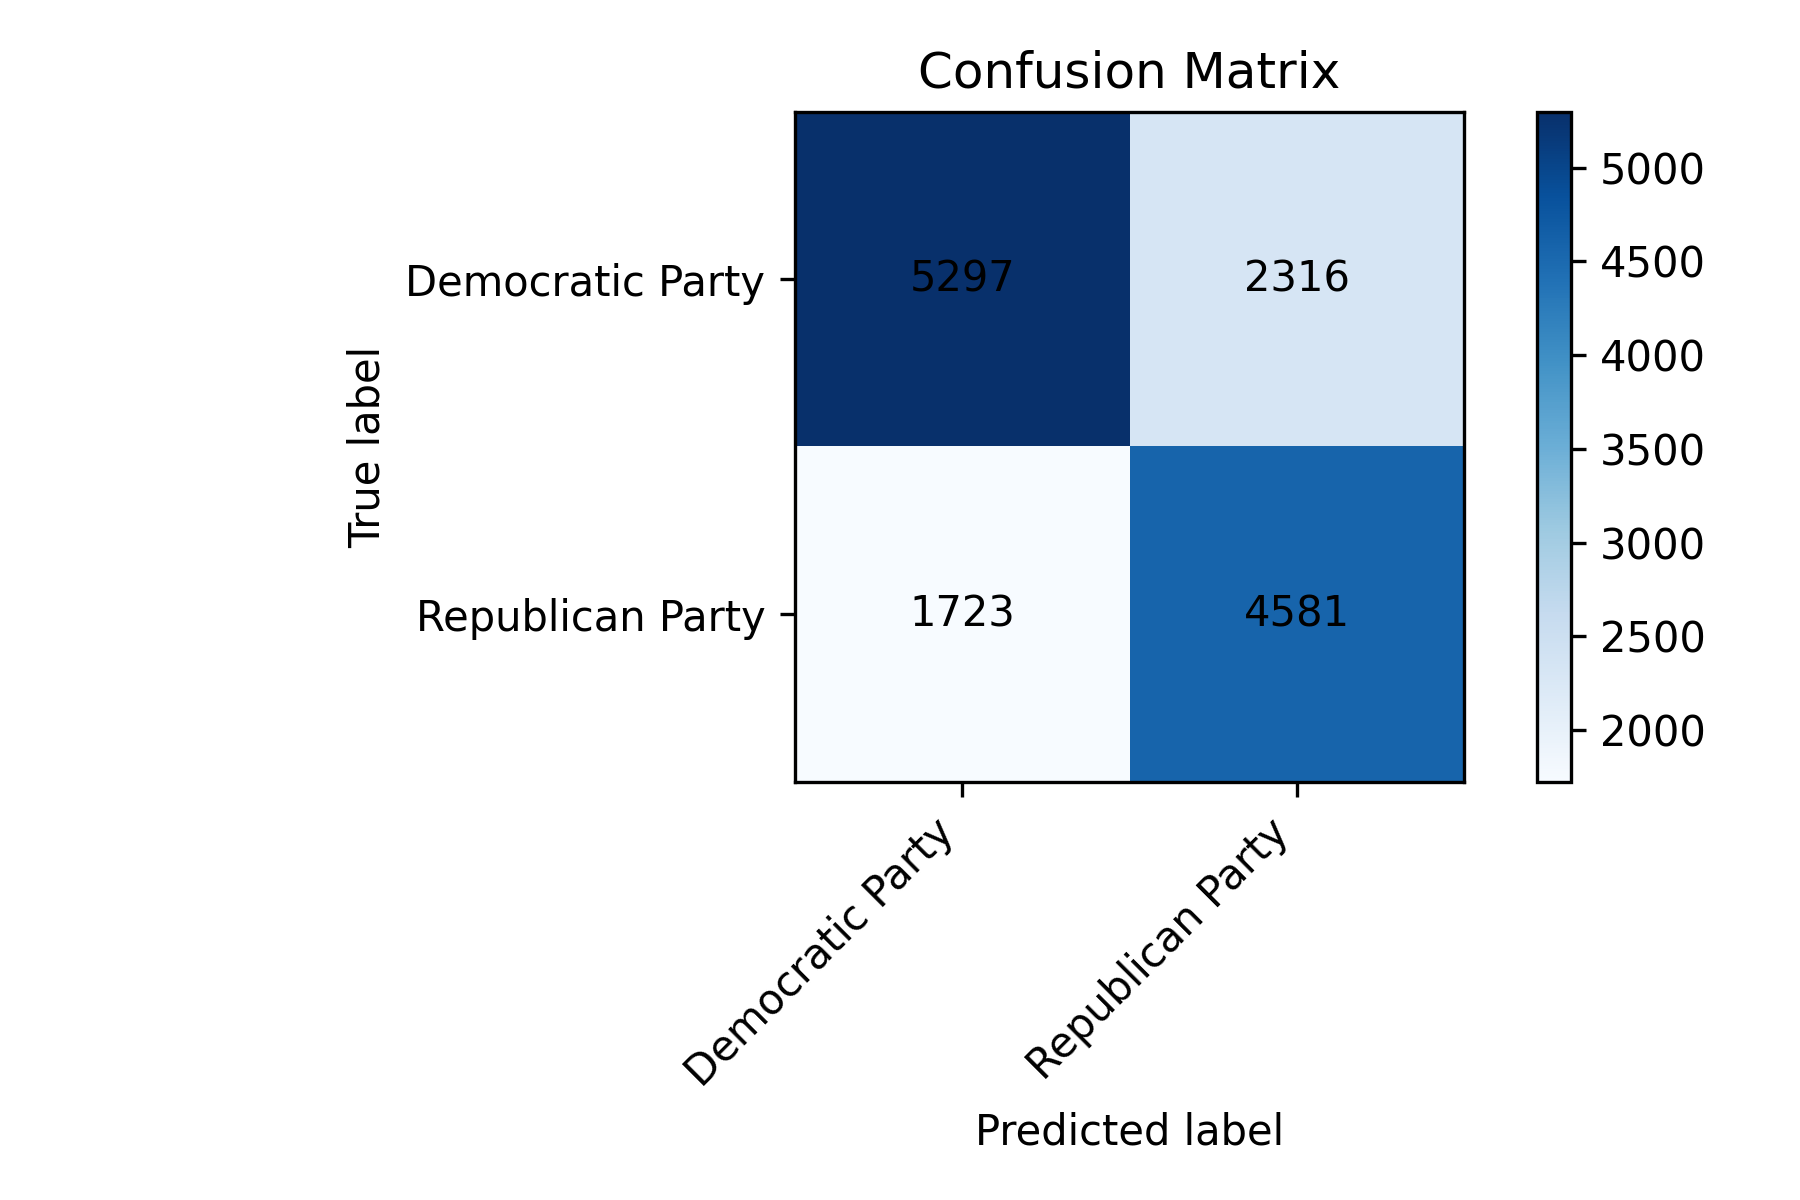 Confusion Matrix
True label
Democratic Party
5297
2316
Republican Party
1723
4581
Democratic Party
Republican Party
Predicted label
5000
4500
4000
3500
3000
2500
2000